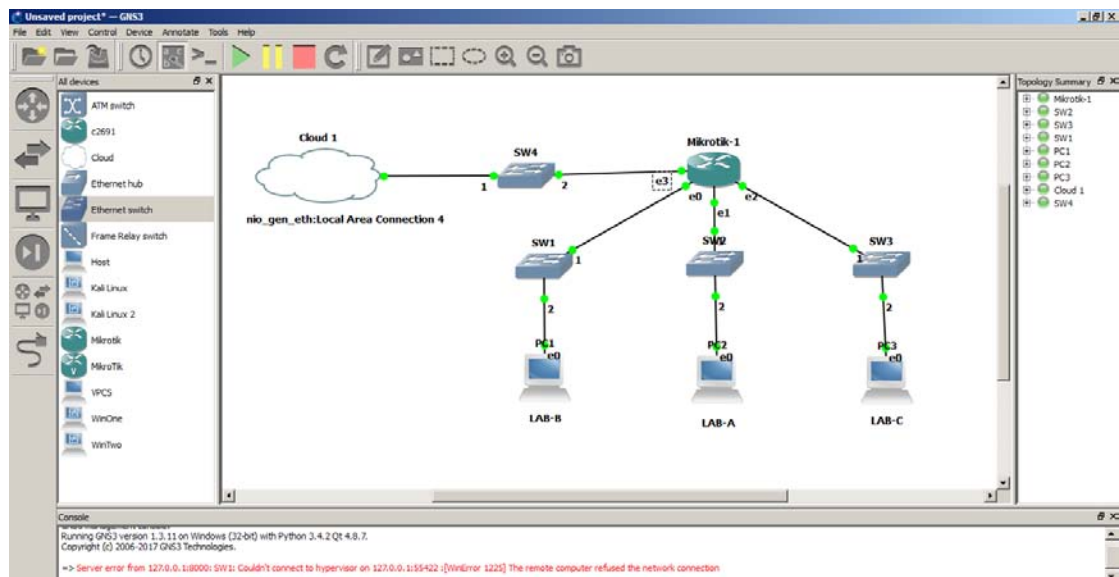 Unsaved project* — GNS3
File Edit View Control Device Annotate Tools Help
All devices
ATM switch
c2691
Cloud
Ethernet hub
Ethernet switch
Frame Relay switch
Host
Kali Linux
Kali Linux 2
Mikrotik
MikroTik
VPCS
WinOne
WinTwo
Cloud 1
nio_gen_eth:Local Area Connection 4
1
SW4
2
Mikrotik-1
e3
e0
e1
e2
SW1
1
2
PC1
e0
LAB-B
SW2
2
PC2
e0
LAB-A
SW3
1
2
PC3
e0
LAB-C
Topology Summary
Mikrotik-1
SW2
SW3
SW1
PC1
PC2
PC3
Cloud 1
SW4
Console
GNS3 management console
Running GNS3 version 1.3.11 on Windows (32-bit) with Python 3.4.2 Qt 4.8.7.
Copyright (c) 2006-2017 GNS3 Technologies.
=> Server error from 127.0.0.1:8000: SW1: Couldn't connect to hypervisor on 127.0.0.1:55422 :[WinError 1225] The remote computer refused the network connection